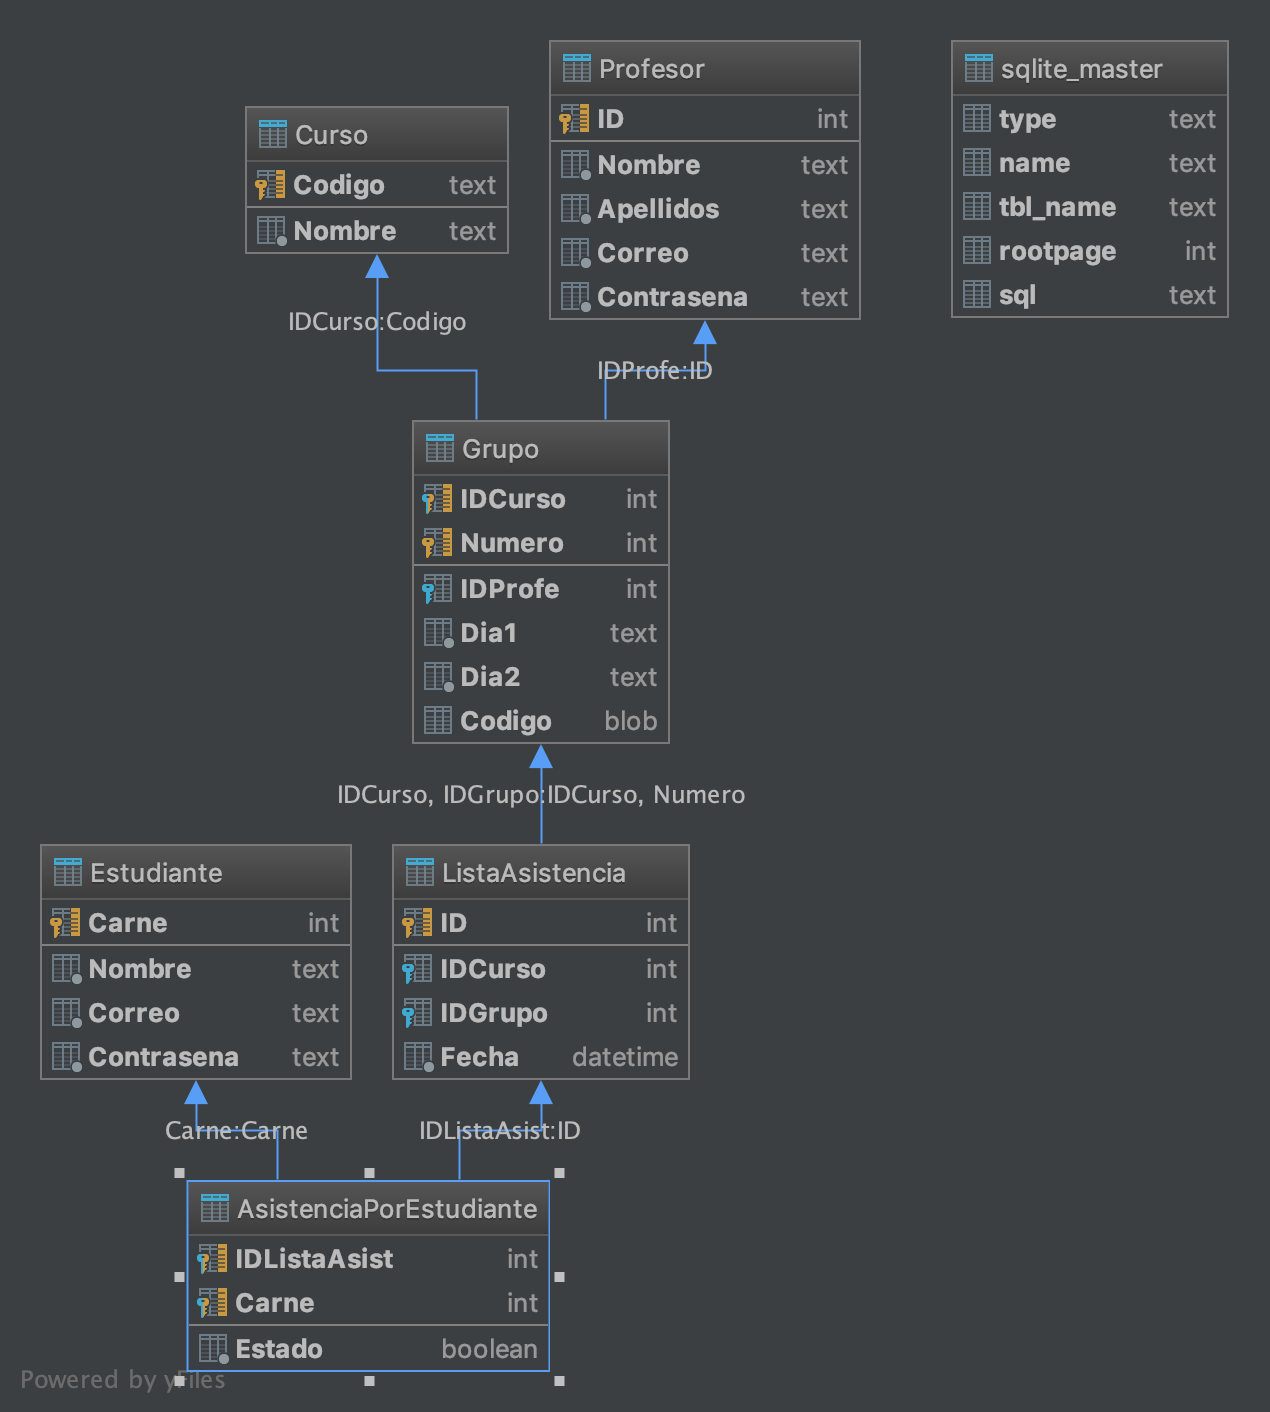 Profesor
ID int
Nombre text
Apellidos text
Correo text
Contrasena text
sqlite_master
type text
name text
tbl_name text
rootpage int
sql text
Curso
Codigo text
Nombre text
IDCurso:Codigo
IDProfe:ID
Grupo
IDCurso int
Numero int
IDProfe int
Dia1 text
Dia2 text
Codigo blob
IDCurso, IDGrupo:IDCurso, Numero
Estudiante
Carne int
Nombre text
Correo text
Contrasena text
ListaAsistencia
ID int
IDCurso int
IDGrupo int
Fecha datetime
Carne:Carne
IDListaAsist:ID
AsistenciaPorEstudiante
IDListaAsist int
Carne int
Estado boolean
Powered by yFiles